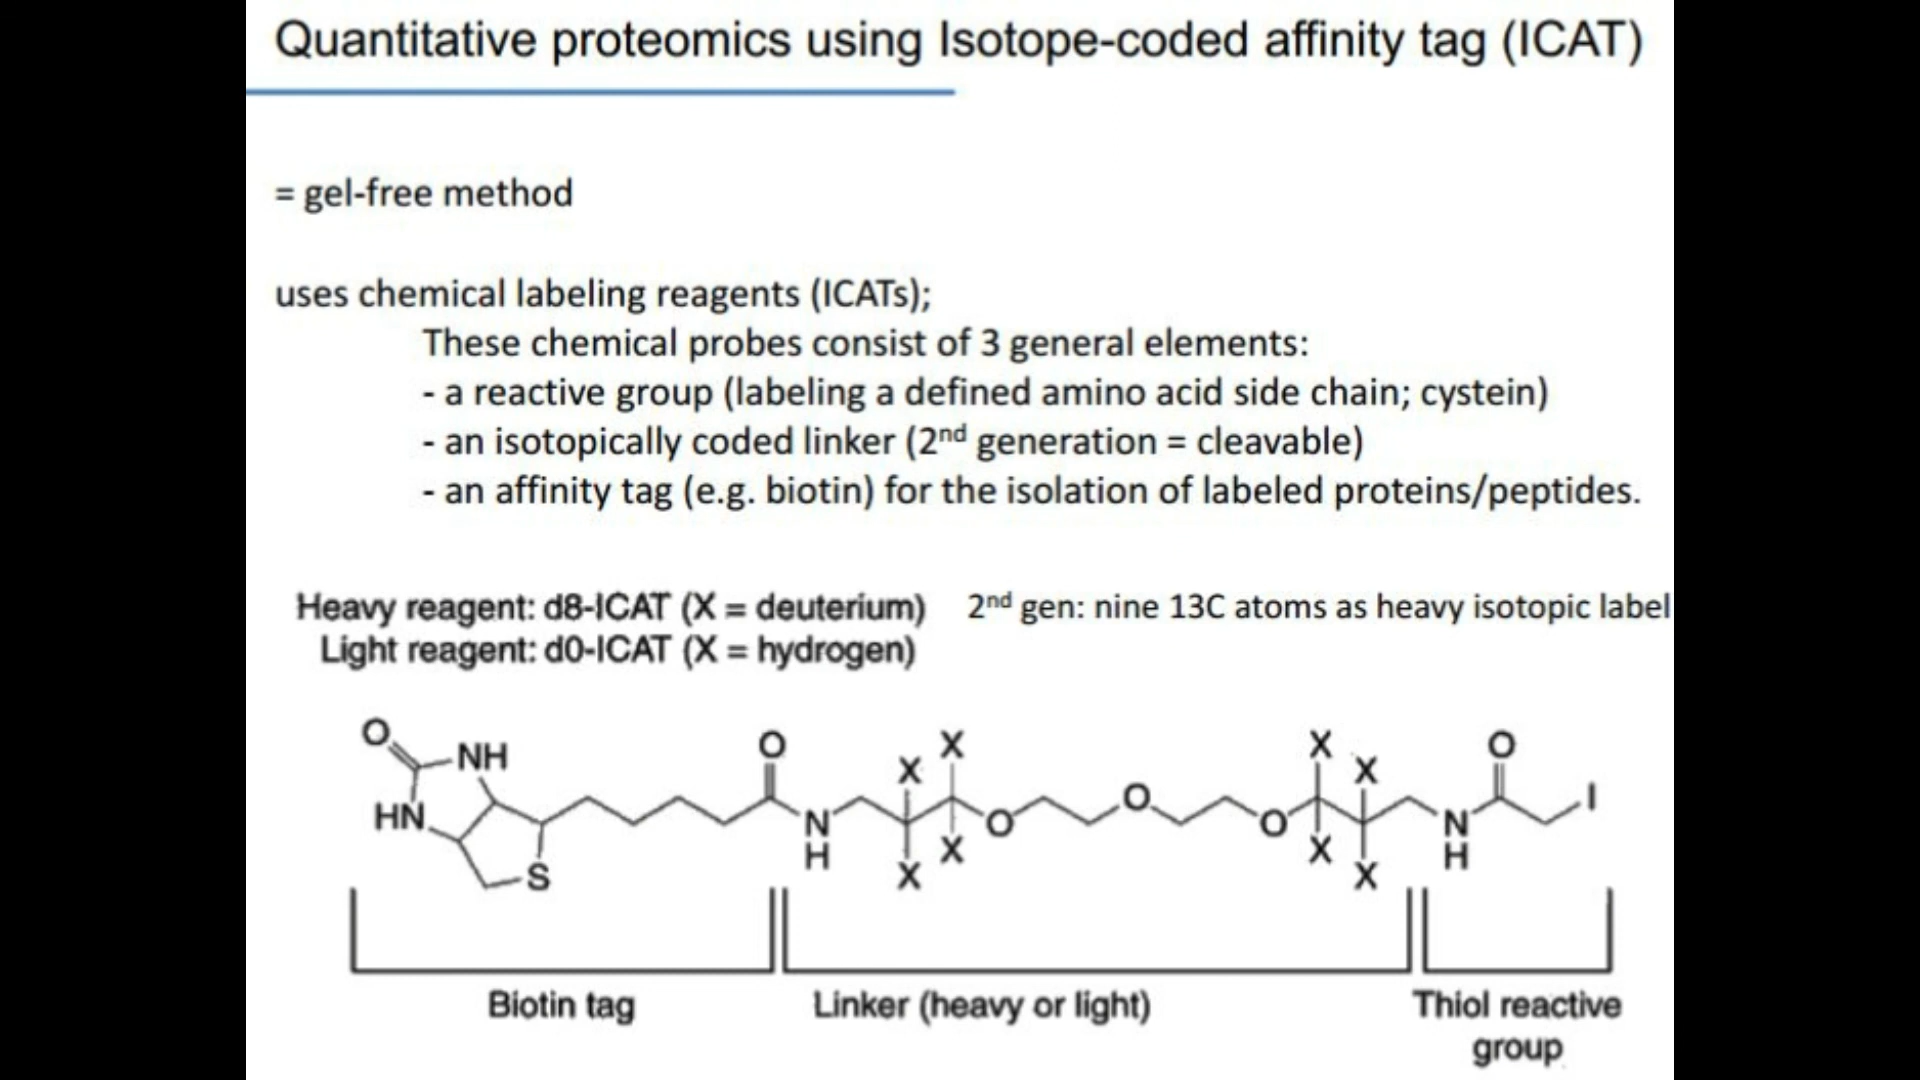 Quantitative proteomics using Isotope-coded affinity tag (ICAT)
= gel-free method
uses chemical labeling reagents (ICATs);
These chemical probes consist of 3 general elements:
- a reactive group (labeling a defined amino acid side chain; cystein)
- an isotopically coded linker (2nd generation = cleavable)
- an affinity tag (e.g. biotin) for the isolation of labeled proteins/peptides.
Heavy reagent: d8-ICAT (X = deuterium) 2nd gen: nine 13C atoms as heavy isotopic label
Light reagent: d0-ICAT (X = hydrogen)
O NH HN S O N H X X X X O O O X X X X N H O I
Biotin tag Linker (heavy or light) Thiol reactive
group